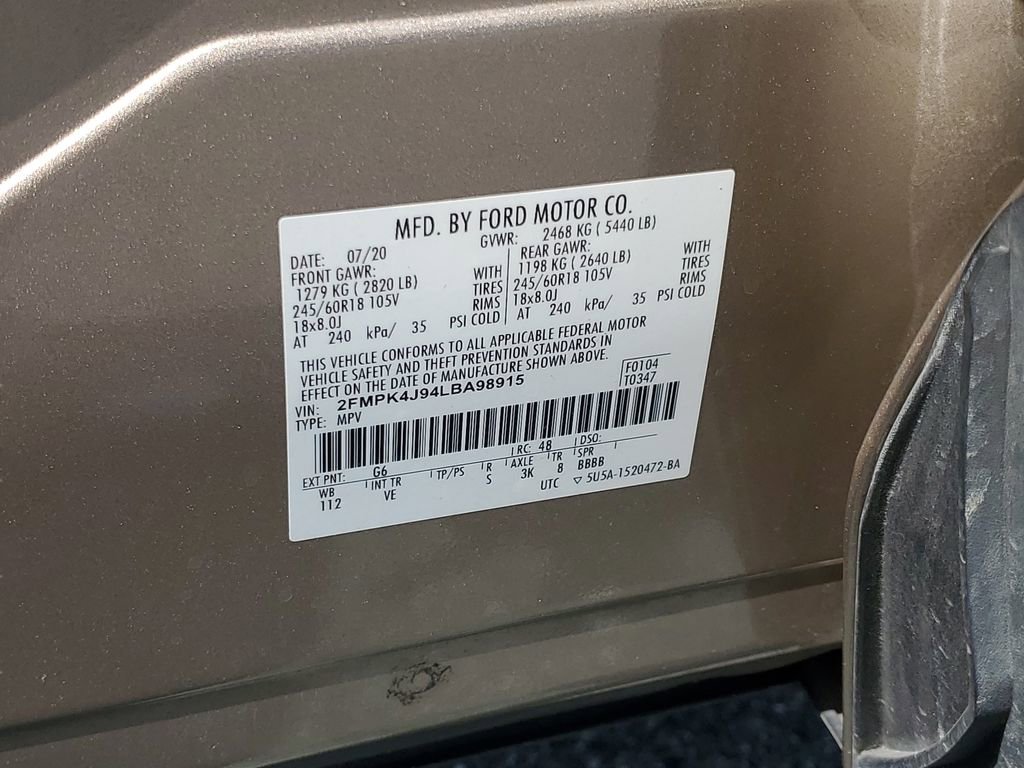 MFD. BY FORD MOTOR CO.
DATE: 07/20 GVWR: 2468 KG ( 5440 LB)
FRONT GAWR: WITH REAR GAWR: WITH
1279 KG ( 2820 LB) TIRES 1198 KG ( 2640 LB) TIRES
245/60R18 105V RIMS 245/60R18 105V RIMS
18x8.0J 18x8.0J
AT 240 kPa/ 35 PSI COLD AT 240 kPa/ 35 PSI COLD
THIS VEHICLE CONFORMS TO ALL APPLICABLE FEDERAL MOTOR
VEHICLE SAFETY AND THEFT PREVENTION STANDARDS IN
EFFECT ON THE DATE OF MANUFACTURE SHOWN ABOVE.
VIN: 2FMPK4J94LBA98915 F0104
TYPE: MPV T0347
EXT PNT: G6 RC: 48 DSO:
WB INT TR TP/PS R AXLE TR SPR
112 VE S 3K 8 BBBB
UTC ▽ 5U5A-1520472-BA